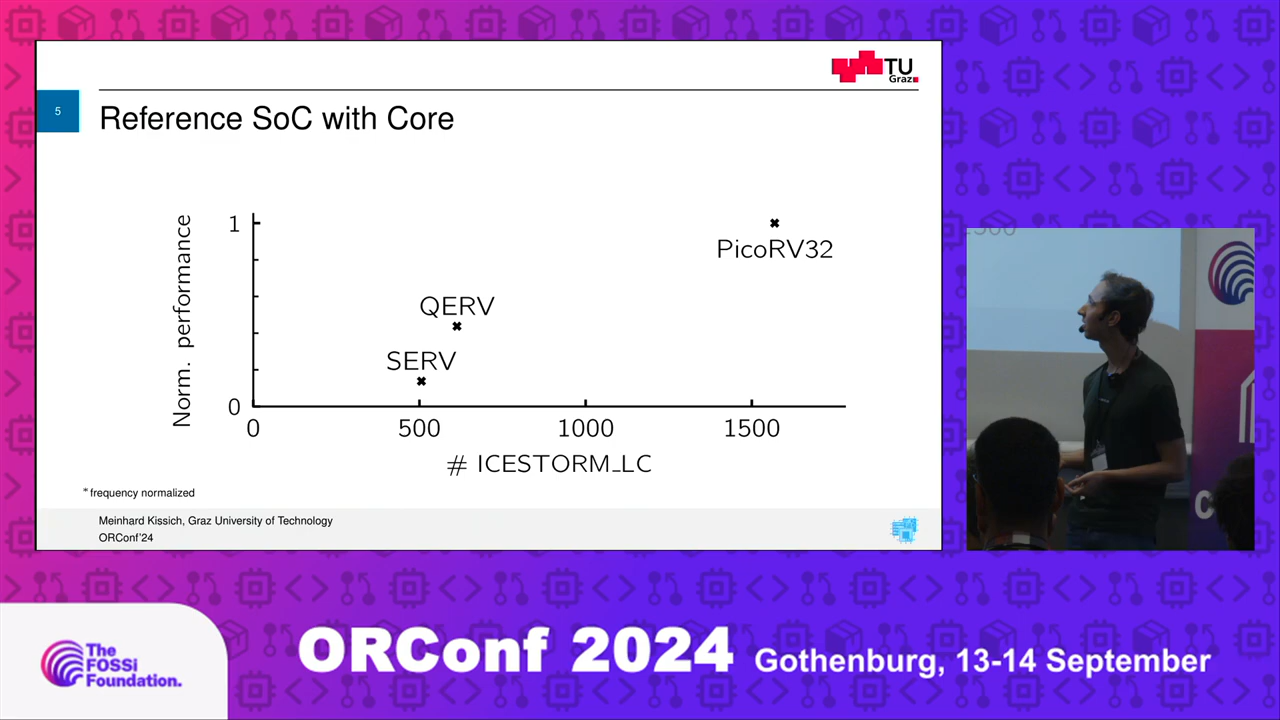 TU
Graz
5
Reference SoC with Core
Norm. performance
1
0
PicoRV32
QERV
SERV
0 500 1000 1500
# ICESTORM_LC
*frequency normalized
Meinhard Kissich, Graz University of Technology
ORConf'24
The
FOSSi
Foundation.
ORConf 2024 Gothenburg, 13-14 September